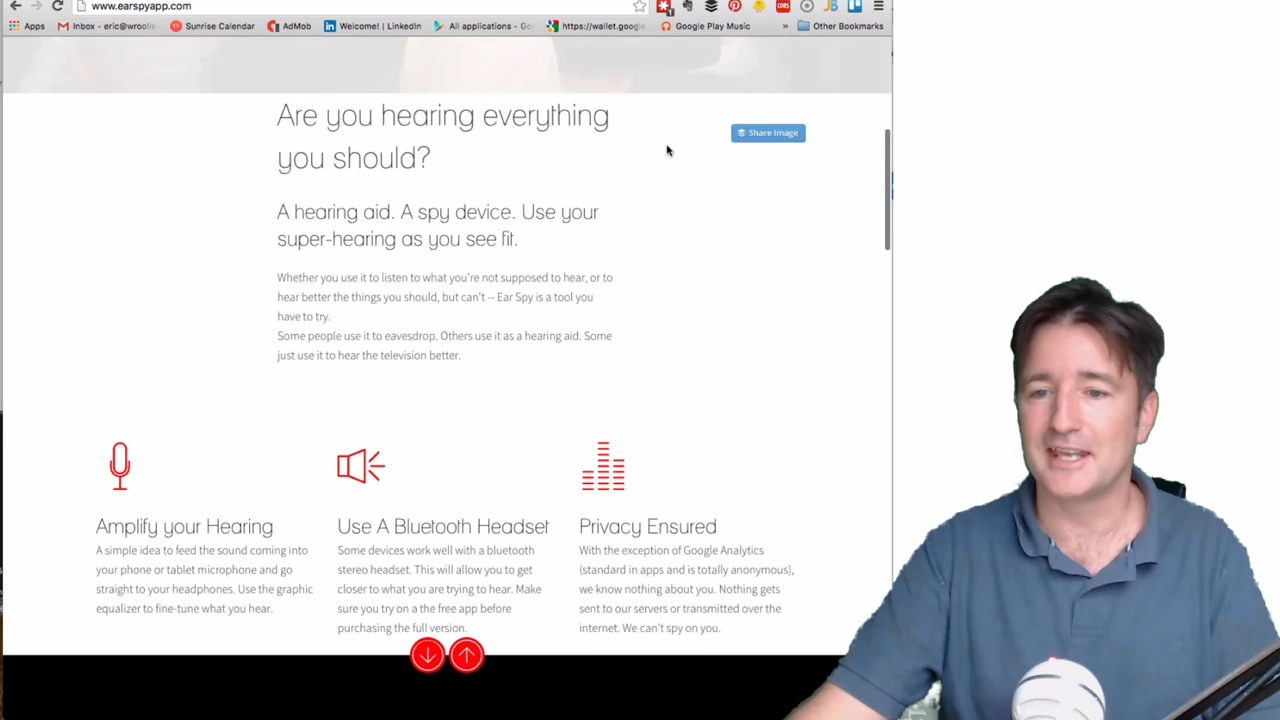 www.earspyapp.com
Apps
Inbox - eric@wroolie
Sunrise Calendar
AdMob
Welcome! | LinkedIn
All applications - Go
https://wallet.google
Google Play Music
»
Other Bookmarks
Are you hearing everything
you should?
Share Image
A hearing aid. A spy device. Use your
super-hearing as you see fit.
Whether you use it to listen to what you're not supposed to hear, or to
hear better the things you should, but can't -- Ear Spy is a tool you
have to try.
Some people use it to eavesdrop. Others use it as a hearing aid. Some
just use it to hear the television better.
Amplify your Hearing
A simple idea to feed the sound coming into
your phone or tablet microphone and go
straight to your headphones. Use the graphic
equalizer to fine-tune what you hear.
Use A Bluetooth Headset
Some devices work well with a bluetooth
stereo headset. This will allow you to get
closer to what you are trying to hear. Make
sure you try on a the free app before
purchasing the full version.
Privacy Ensured
With the exception of Google Analytics
(standard in apps and is totally anonymous),
we know nothing about you. Nothing gets
sent to our servers or transmitted over the
internet. We can't spy on you.